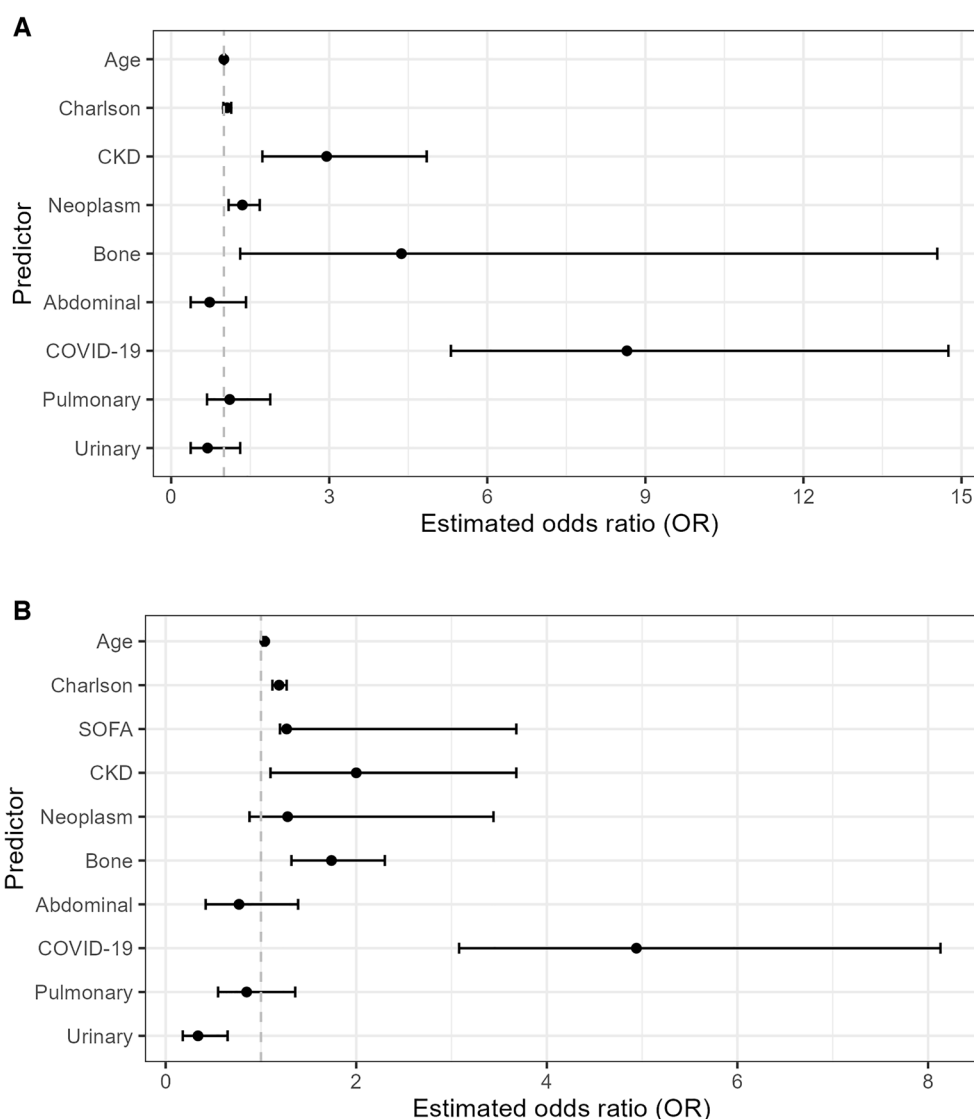 A
Predictor
Age
Charlson
CKD
Neoplasm
Bone
Abdominal
COVID-19
Pulmonary
Urinary
0 3 6 9 12 15
Estimated odds ratio (OR)
B
Predictor
Age
Charlson
SOFA
CKD
Neoplasm
Bone
Abdominal
COVID-19
Pulmonary
Urinary
0 2 4 6 8
Estimated odds ratio (OR)